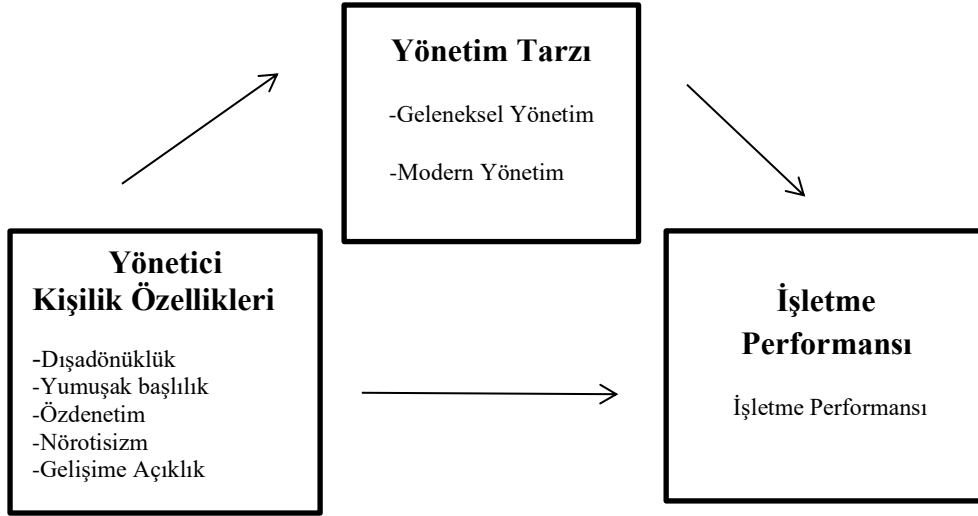 Yönetim Tarzı
-Geleneksel Yönetim
-Modern Yönetim
Yönetici
Kişilik Özellikleri
-Dışadönüklük
-Yumuşak başlılık
-Özdenetim
-Nörotisizm
-Gelişime Açıklık
İşletme
Performansı
İşletme Performansı